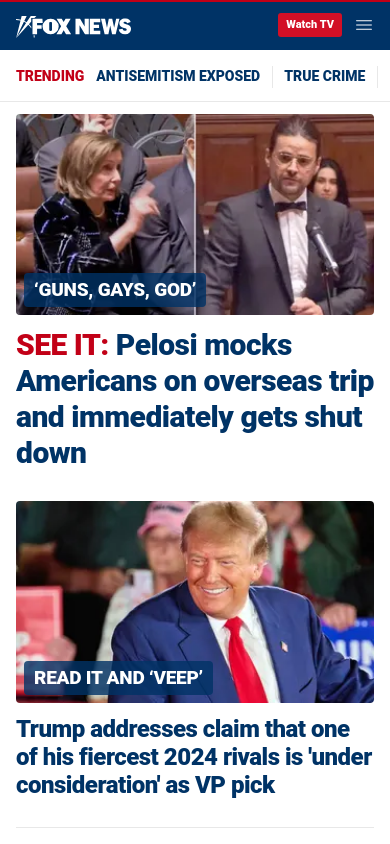 FOX NEWS
Watch TV
TRENDING ANTISEMITISM EXPOSED TRUE CRIME
‘GUNS, GAYS, GOD’
SEE IT: Pelosi mocks
Americans on overseas trip
and immediately gets shut
down
READ IT AND ‘VEEP’
Trump addresses claim that one
of his fiercest 2024 rivals is 'under
consideration' as VP pick